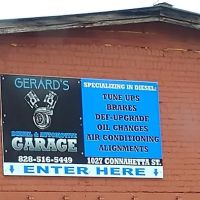 GERARD'S
DIESEL & AUTOMOTIVE
GARAGE
828-516-5449
SPECIALIZING IN DIESEL:
TUNE UPS
BRAKES
DEF-UPGRADE
OIL CHANGES
AIR CONDITIONING
ALIGNMENTS
1027 CONNAHETTA ST.
ENTER HERE